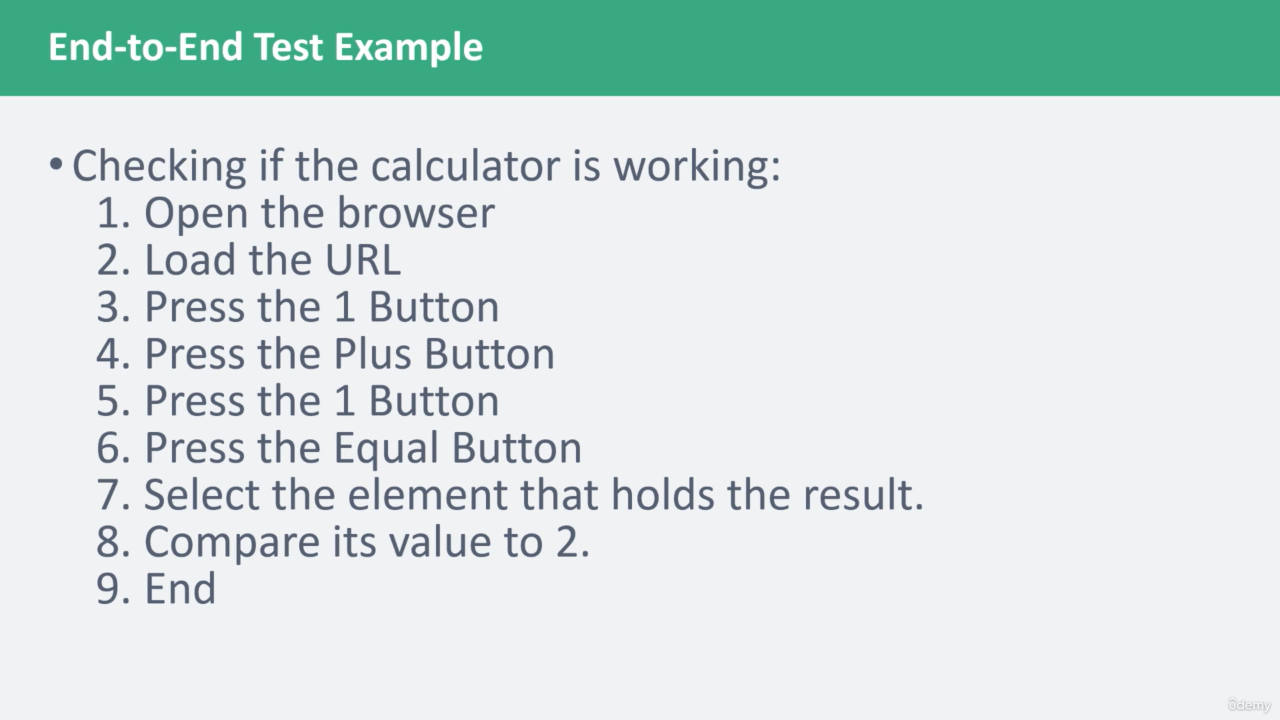 End-to-End Test Example
• Checking if the calculator is working:
1. Open the browser
2. Load the URL
3. Press the 1 Button
4. Press the Plus Button
5. Press the 1 Button
6. Press the Equal Button
7. Select the element that holds the result.
8. Compare its value to 2.
9. End
ûdemy